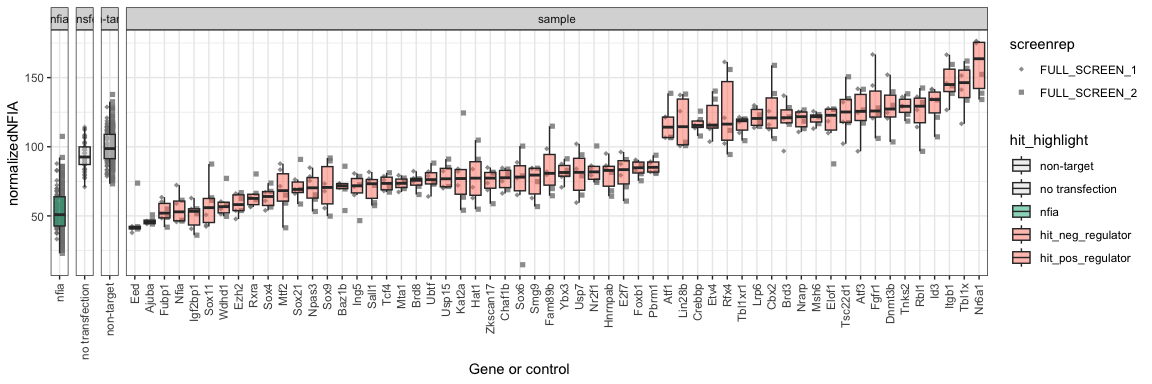 nfia
nsfe
-tar
sample
normalizedNFIA
150
100
50
nfia
no transfection
non-target
Eed
Ajuba
Fubp1
Nfia
Igf2bp1
Sox11
Wdhd1
Ezh2
Rxra
Sox4
Mtf2
Sox21
Npas3
Sox9
Baz1b
Ing5
Sall1
Tcf4
Mta1
Brd8
Ubtf
Usp15
Kat2a
Hat1
Zkscan17
Cha11b
Sox6
Smg9
Fam89b
Ybx3
Usp7
Nr2f1
Hnrnpab
E2f7
Foxb1
Pbrm1
Atf1
Lin28b
Crebbp
Etv4
Rfx4
Tbl1xr1
Lrp6
Cbx2
Brd3
Nrarp
Msh6
Elof1
Tsc22d1
Atf3
Fgfr1
Dnmt3b
Tnks2
Rbl1
Id3
Itgb1
Tbl1x
Nr6a1
Gene or control
screenrep
FULL_SCREEN_1
FULL_SCREEN_2
hit_highlight
non-target
no transfection
nfia
hit_neg_regulator
hit_pos_regulator